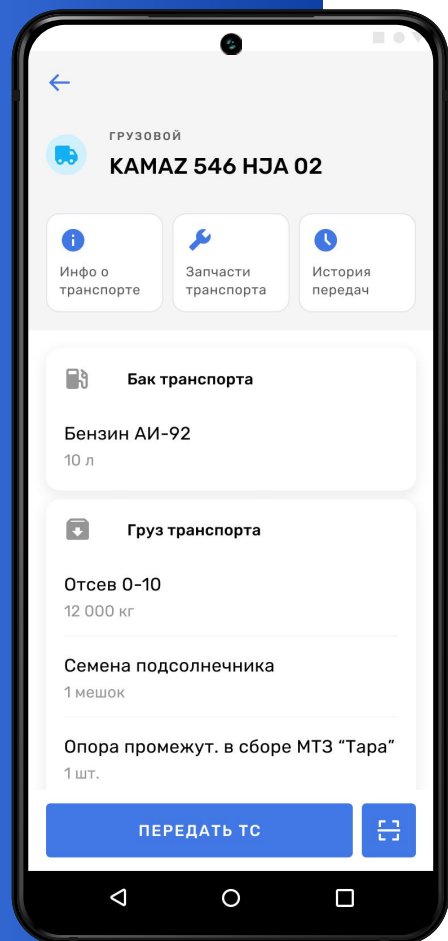 ГРУЗОВОЙ
KAMAZ 546 HJA 02
Инфо о
транспорте
Запчасти
транспорта
История
передач
Бак транспорта
Бензин АИ-92
10 л
Груз транспорта
Отсев 0-10
12 000 кг
Семена подсолнечника
1 мешок
Опора промежут. в сборе МТЗ “Тара”
1 шт.
ПЕРЕДАТЬ ТС